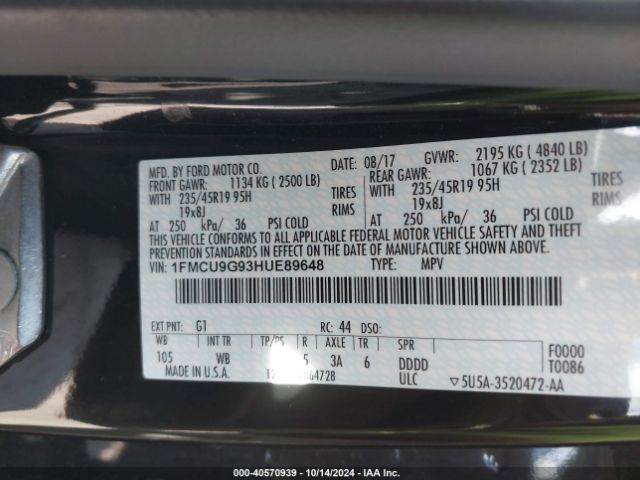 MFD. BY FORD MOTOR CO. DATE: 08/17 GVWR: 2195 KG ( 4840 LB)
FRONT GAWR: 1134 KG ( 2500 LB) REAR GAWR: 1067 KG ( 2352 LB)
WITH 235/45R19 95H TIRES WITH 235/45R19 95H TIRES
19x8J RIMS 19x8J RIMS
AT 250 kPa/ 36 PSI COLD AT 250 kPa/ 36 PSI COLD
THIS VEHICLE CONFORMS TO ALL APPLICABLE FEDERAL MOTOR VEHICLE SAFETY AND THEFT
PREVENTION STANDARDS IN EFFECT ON THE DATE OF MANUFACTURE SHOWN ABOVE.
VIN: 1FMCU9G93HUE89648 TYPE: MPV
EXT PNT: G1 RC: 44 DSO:
WB INT TR TP/PS R AXLE TR SPR F0000
105 WB 5 3A 6 DDDD T0086
MADE IN U.S.A. ULC ▽5U5A-3520472-AA
000-40570939 • 10/14/2024 • IAA Inc.